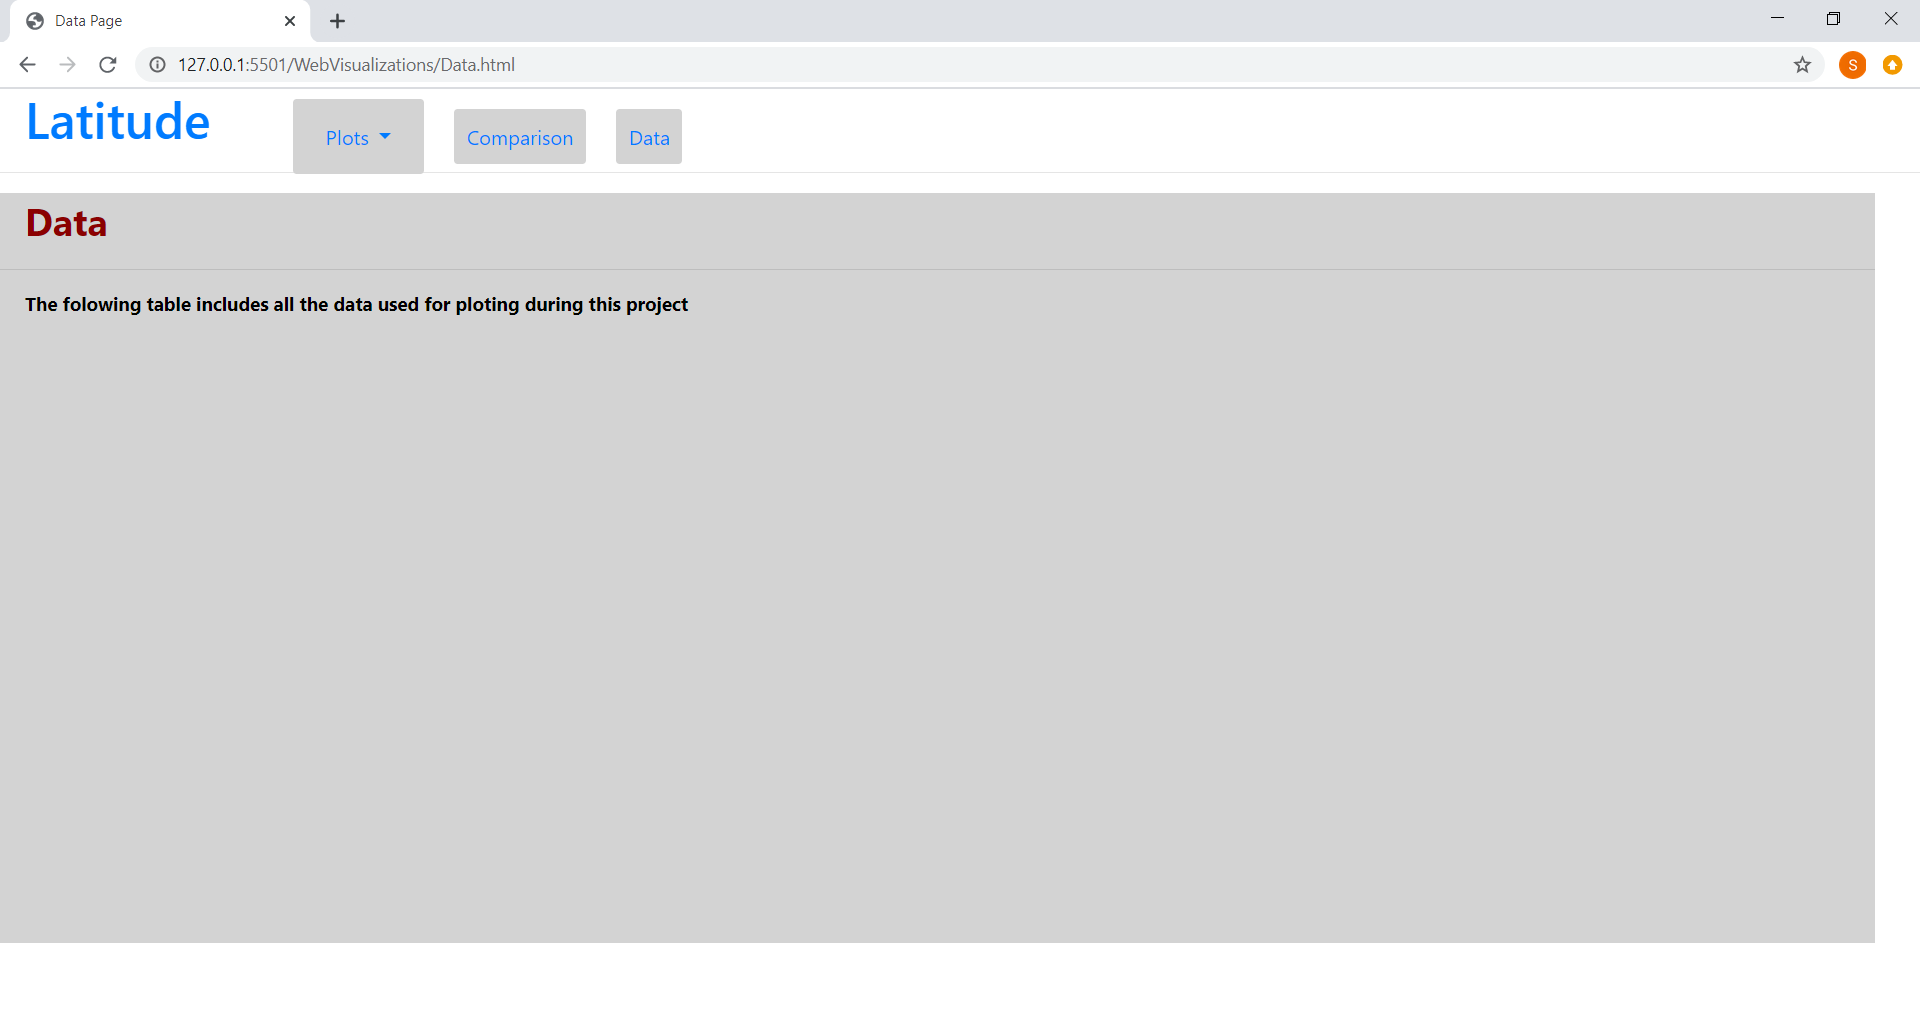 Data Page
127.0.0.1:5501/WebVisualizations/Data.html
S
Latitude
Plots
Comparison
Data
Data
The folowing table includes all the data used for ploting during this project